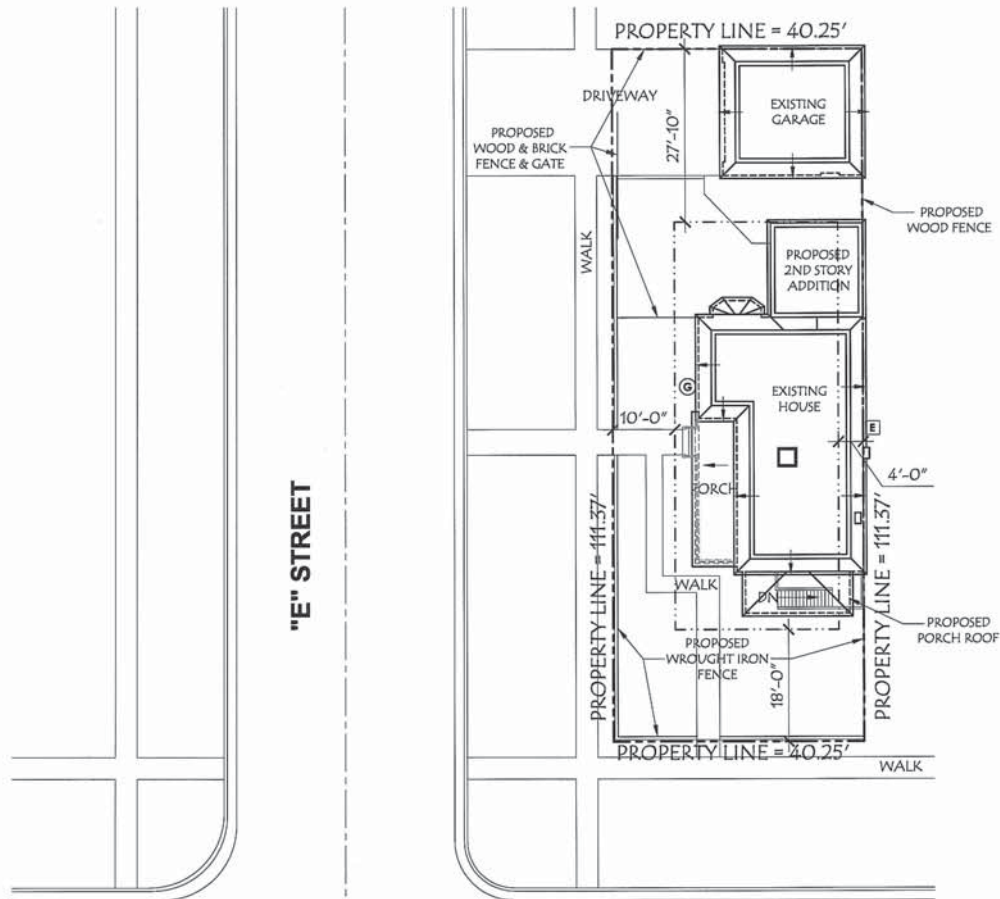 PROPERTY LINE = 40.25'
DRIVEWAY
EXISTING
GARAGE
PROPOSED
WOOD & BRICK
FENCE & GATE
27'-10"
PROPOSED
WOOD FENCE
WALK
PROPOSED
2ND STORY
ADDITION
EXISTING
HOUSE
G
10'-0"
E
4'-0"
PORCH
"E" STREET
PROPERTY LINE = 111.37'
PROPERTY LINE = 111.37'
WALK
DN
PROPOSED
PORCH ROOF
PROPOSED
WROUGHT IRON
FENCE
18'-0"
PROPERTY LINE = 40.25'
WALK